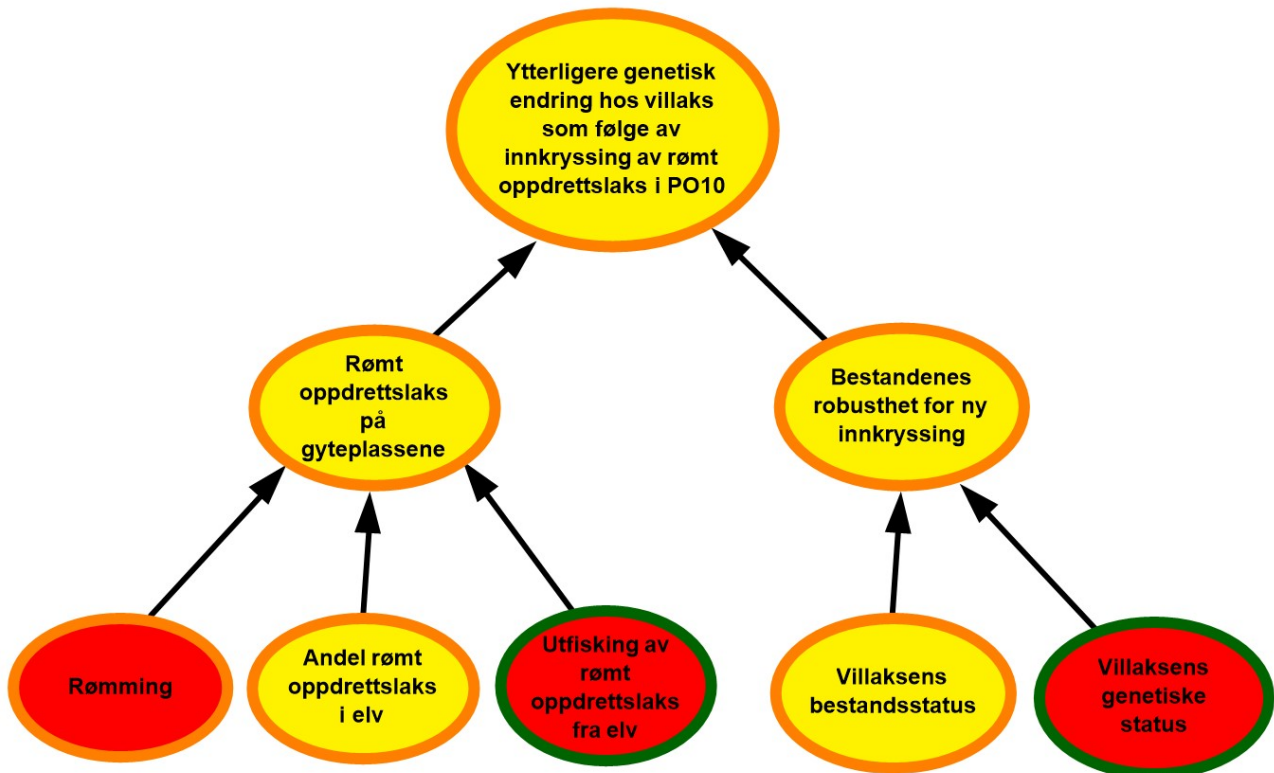 Ytterligere genetisk
endring hos villaks
som følge av
innkryssing av rømt
oppdrettslaks i PO10
Rømt
oppdrettslaks
på
gyteplassene
Bestandenes
robusthet for ny
innkryssing
Rømming
Andel rømt
oppdrettslaks
i elv
Utfisking av
rømt
oppdrettslaks
fra elv
Villaksens
bestandsstatus
Villaksens
genetiske
status